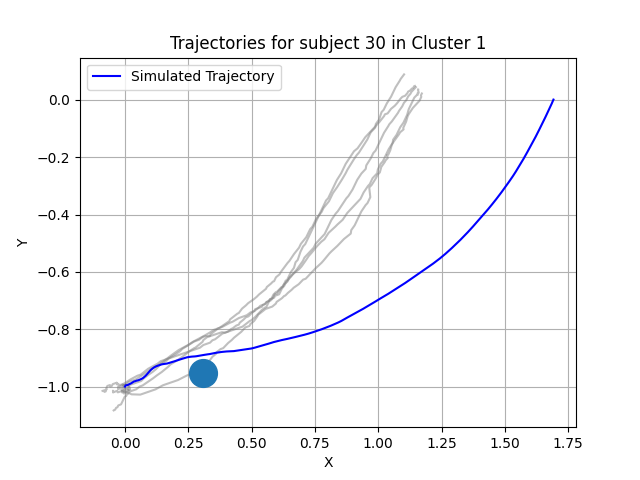 Trajectories for subject 30 in Cluster 1
Simulated Trajectory
0.0
−0.2
−0.4
−0.6
−0.8
−1.0
Y
0.00 0.25 0.50 0.75 1.00 1.25 1.50 1.75
X